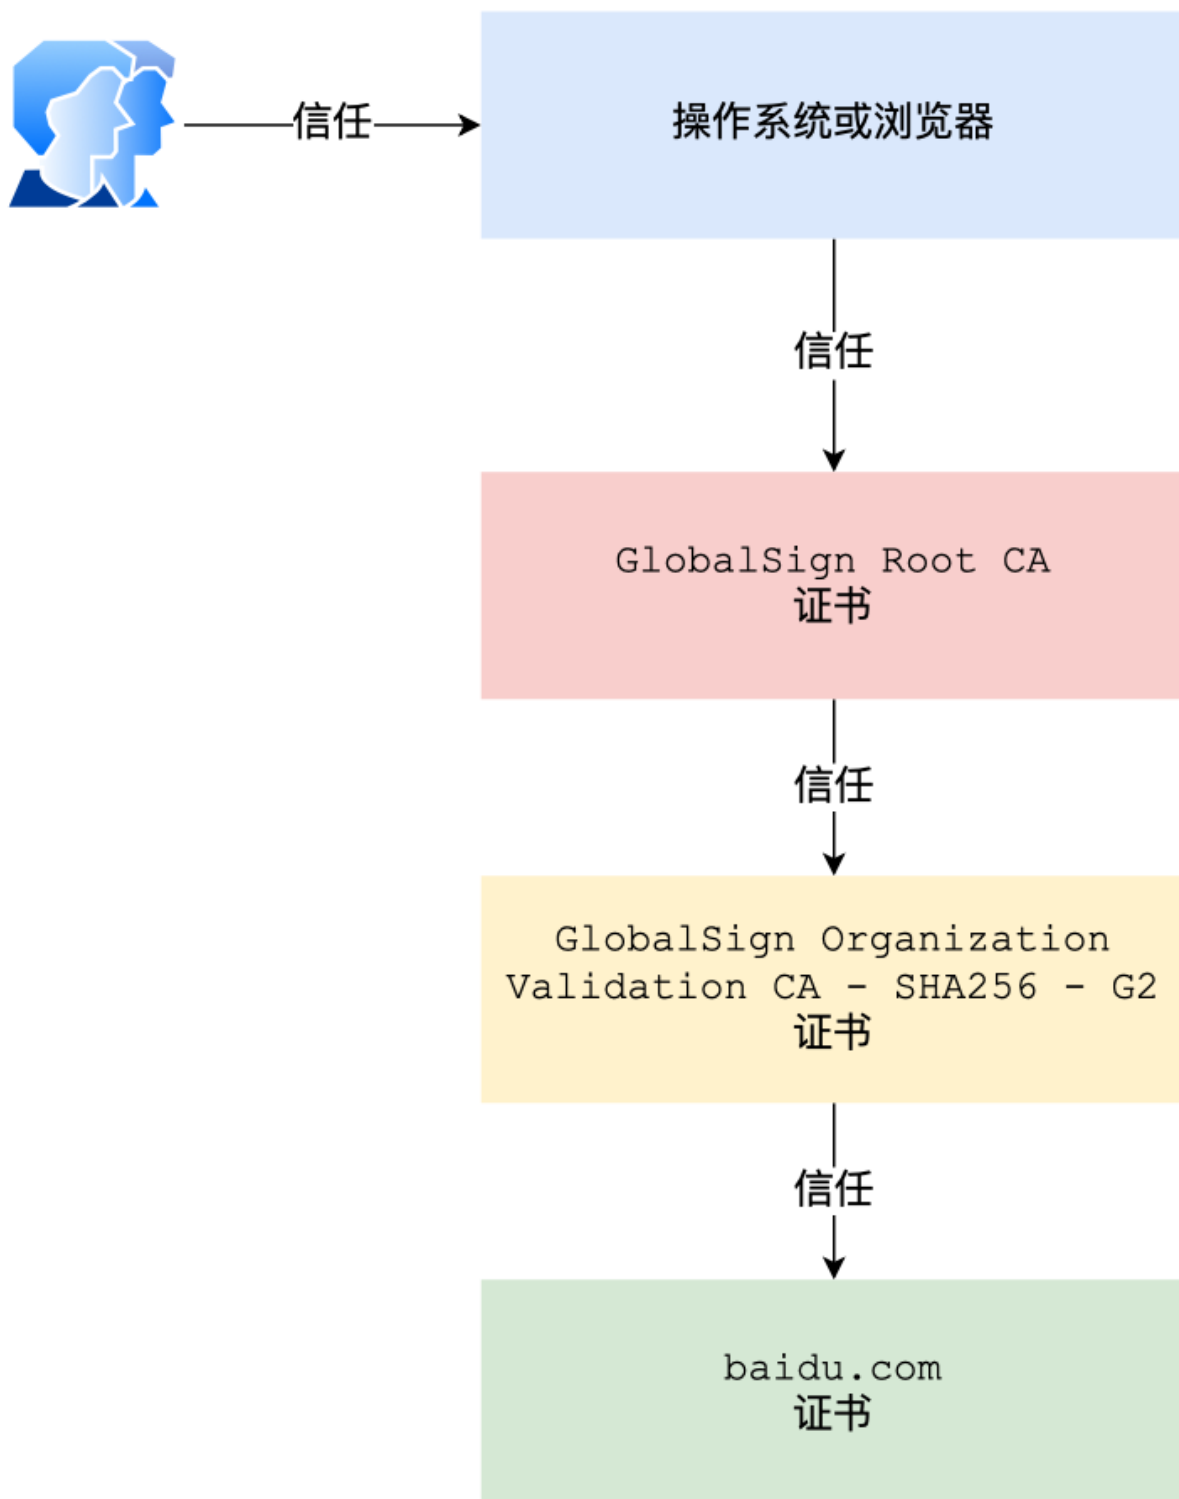 信任
操作系统或浏览器
信任
GlobalSign Root CA
证书
信任
GlobalSign Organization
Validation CA - SHA256 - G2
证书
信任
baidu.com
证书